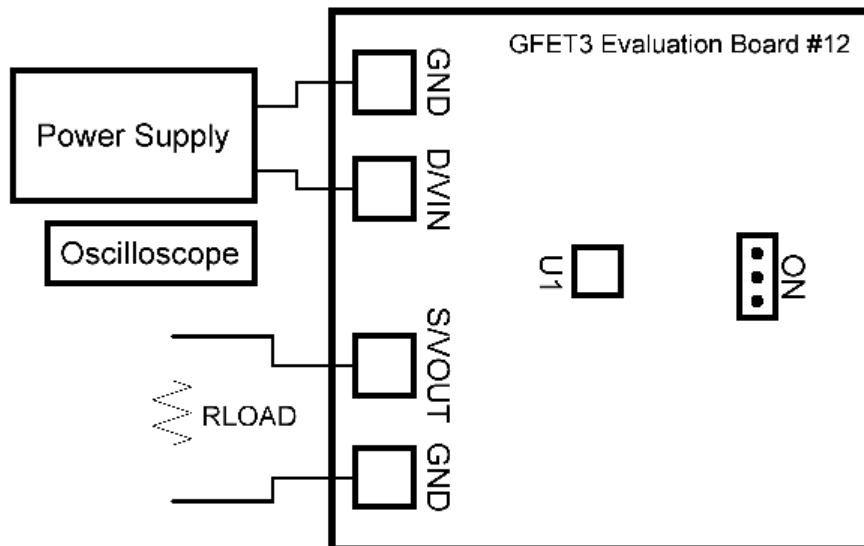 GFET3 Evaluation Board #12
GND
Power Supply
D/VIN
Oscilloscope
U1
ON
S/VOUT
RLOAD
GND